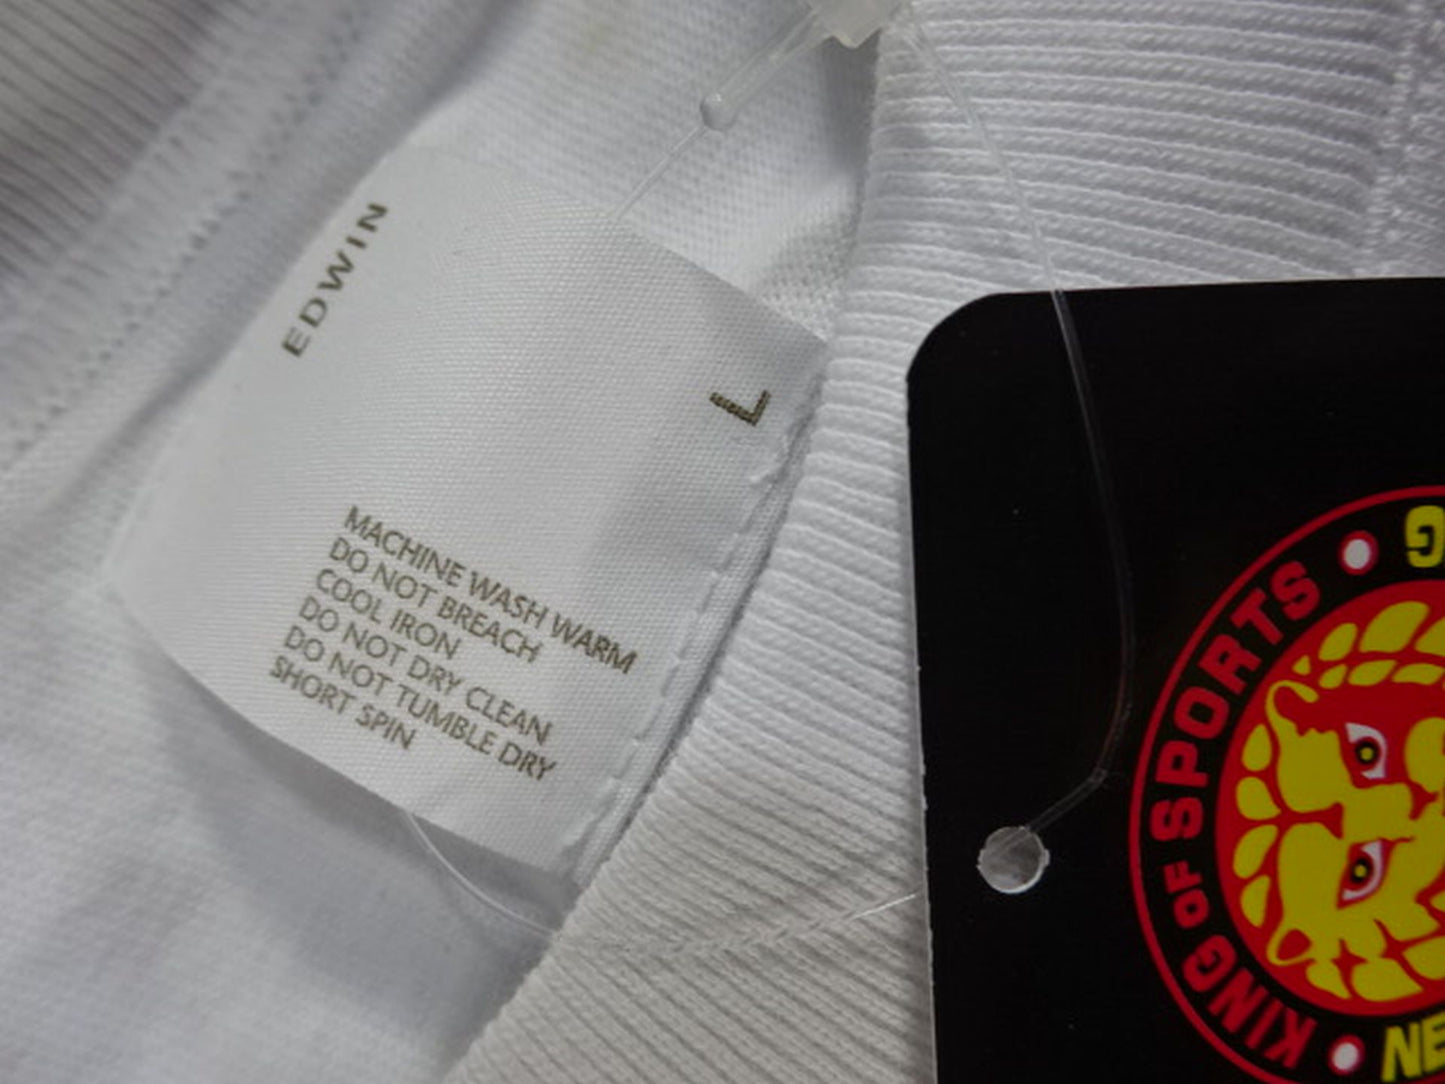 EDWIN
L
MACHINE WASH WARM
DO NOT BREACH
COOL IRON
DO NOT DRY CLEAN
DO NOT TUMBLE DRY
SHORT SPIN
KING OF SPORTS